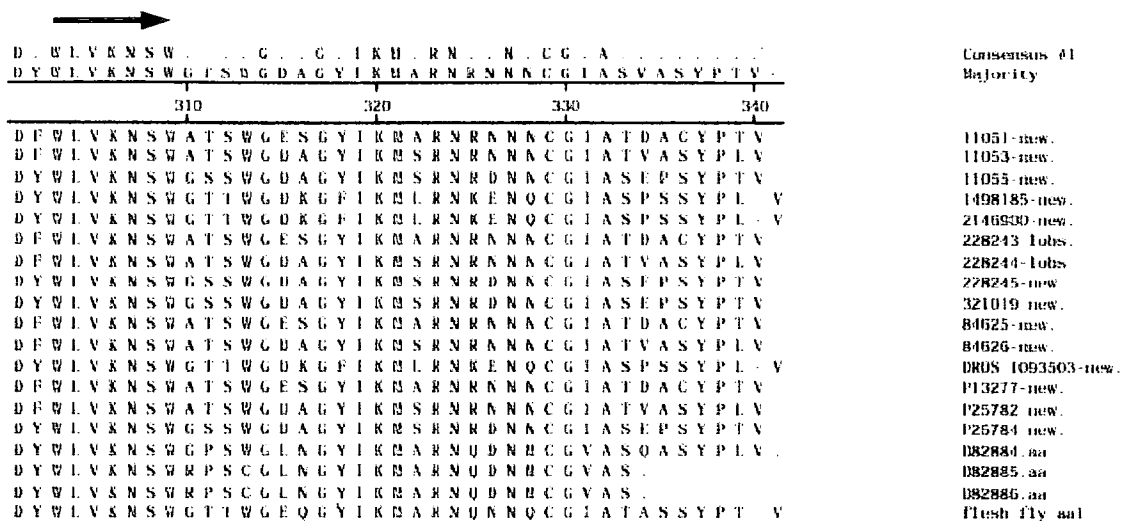 D . W L V K N S W . . . . G . . G . I K M . R N . . N . C G . A . . . . . . . . Consensus #1
D Y W L V K N S W G T S W G D A G Y I K M A R N R N N N C G I A S V A S Y P T V . Majority
310 320 330 340
D F W L V K N S W A T S W G E S G Y I K M A R N R N N N C G I A T D A C Y P T V 11051-new.
D F W L V K N S W A T S W G D A G Y I K M S R N R N N N C G I A T V A S Y P L V 11053-new.
D Y W L V K N S W G S S W G D A G Y I K M S R N R D N N C G I A S E P S Y P T V 11055-new.
D Y W L V K N S W G T T W G D K G F I K M L R N K E N Q C G I A S P S S Y P L - V 1498185-new.
D Y W L V K N S W G T T W G D K G F I K M L R N K E N Q C G I A S P S S Y P L - V 2146900-new.
D F W L V K N S W A T S W G E S G Y I K M A R N R N N N C G I A T D A C Y P T V 228243 lobs.
D F W L V K N S W A T S W G D A G Y I K M S R N R N N N C G I A T V A S Y P L V 228244-lobs
D Y W L V K N S W G S S W G D A G Y I K M S R N R D N N C G I A S E P S Y P T V 228245-new
D Y W L V K N S W G S S W G D A G Y I K M S R N R D N N C G I A S E P S Y P T V 321019 new.
D F W L V K N S W A T S W G E S G Y I K M A R N R N N N C G I A T D A C Y P T V 84625-new.
D F W L V K N S W A T S W G D A G Y I K M S R N R N N N C G I A T V A S Y P L V 84626-new.
D Y W L V K N S W G T T W G D K G F I K M L R N K E N Q C G I A S P S S Y P L - V DROS 1093503-new.
D F W L V K N S W A T S W G E S G Y I K M A R N R N N N C G I A T D A C Y P T V P13277-new.
D F W L V K N S W A T S W G D A G Y I K M S R N R N N N C G I A T V A S Y P L V P25782 new.
D Y W L V K N S W G S S W G D A G Y I K M S R N R D N N C G I A S E P S Y P T V P25784 new.
D Y W L V K N S W G P S W G L N G Y I K M A R N Q D N M C G V A S Q A S Y P L V . D82884.aa
D Y W L V K N S W R P S C G L N G Y I K M A R N Q D N M C G V A S . D82885.aa
D Y W L V K N S W R P S C G L N G Y I K M A R N Q D N M C G V A S . D82886.aa
D Y W L V K N S W G T T W G E Q G Y I K M A R N Q N N Q C G I A T A S S Y P T V flesh fly aa1